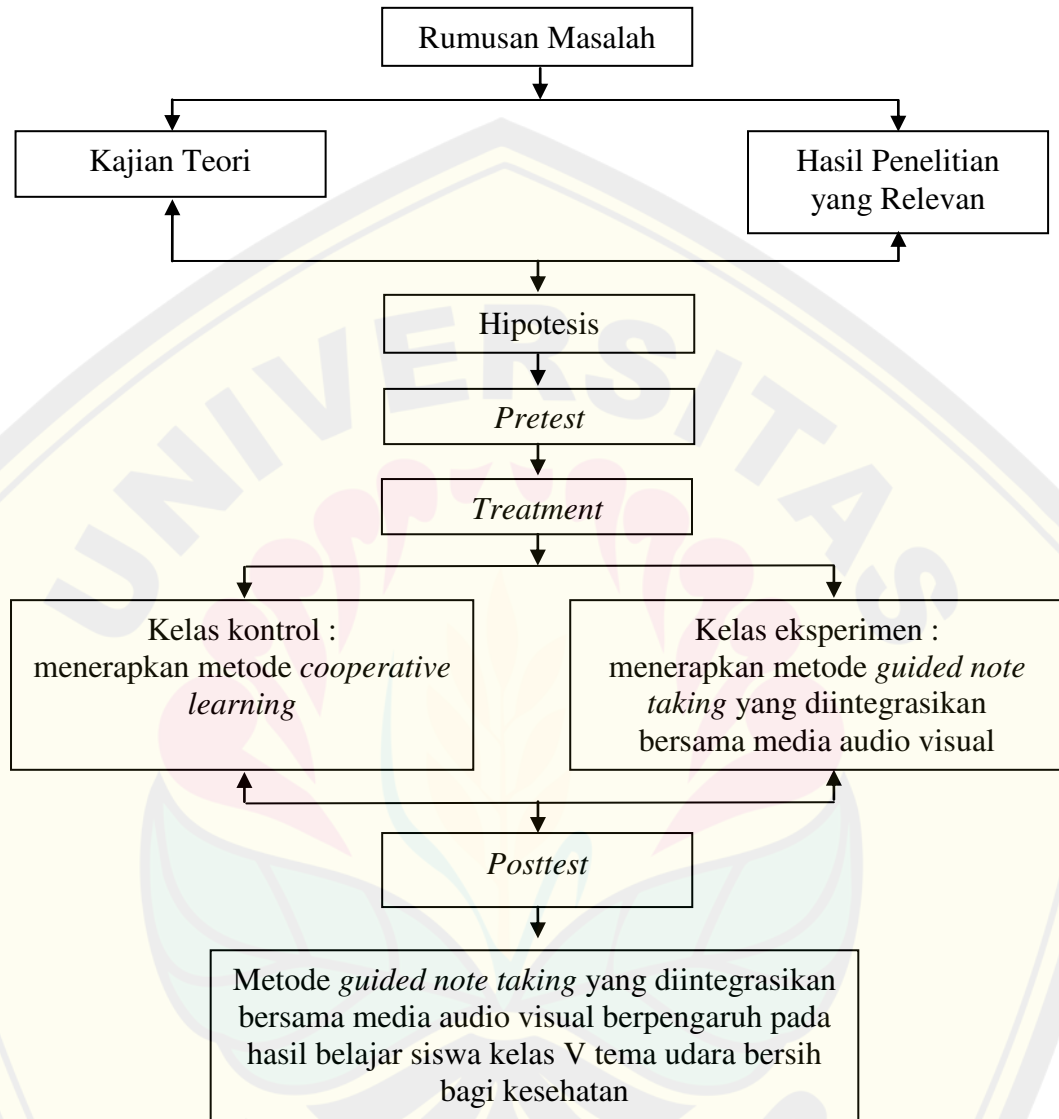 Rumusan Masalah
Kajian Teori
Hasil Penelitian
yang Relevan
Hipotesis
Pretest
Treatment
Kelas kontrol :
menerapkan metode cooperative
learning
Kelas eksperimen :
menerapkan metode guided note
taking yang diintegrasikan
bersama media audio visual
Posttest
Metode guided note taking yang diintegrasikan
bersama media audio visual berpengaruh pada
hasil belajar siswa kelas V tema udara bersih
bagi kesehatan
UNIVERSITAS